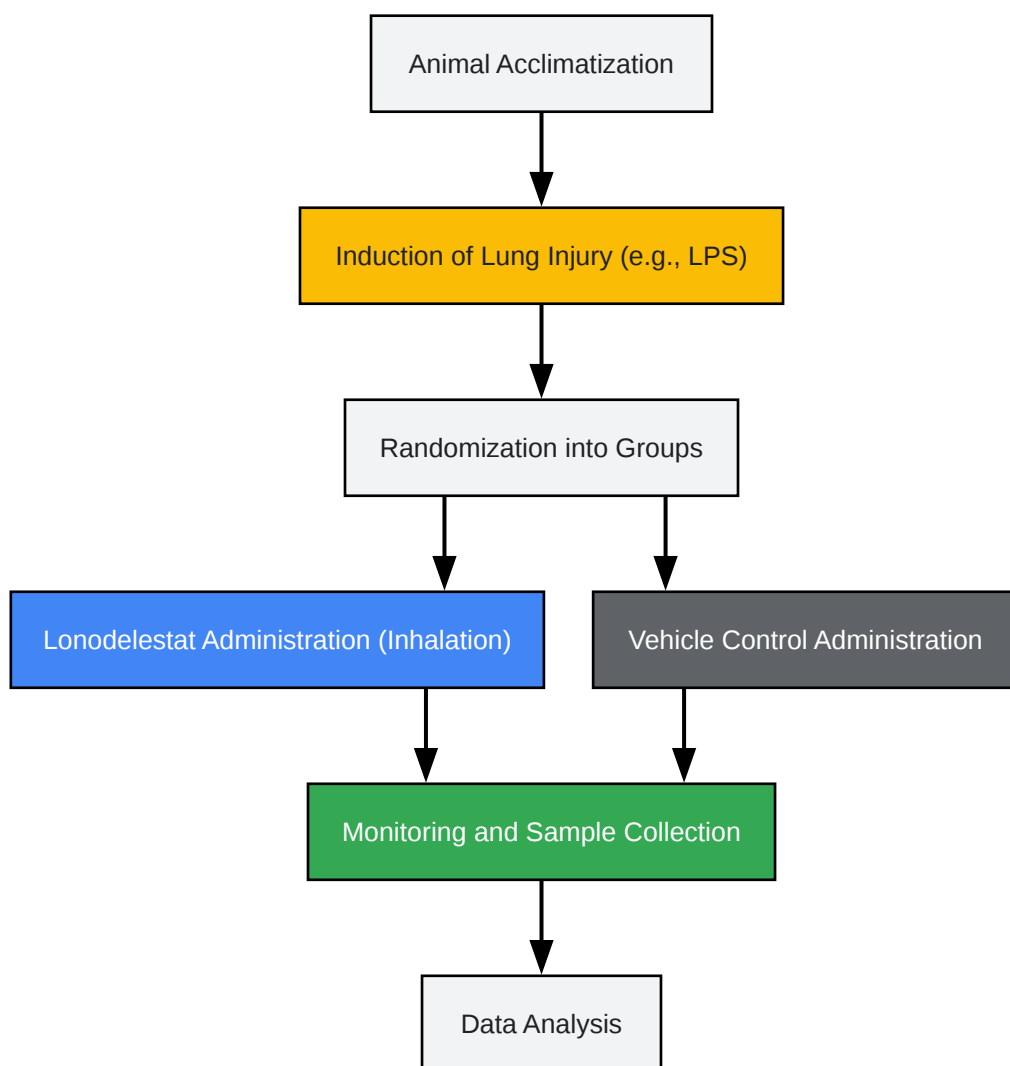 Animal Acclimatization
Induction of Lung Injury (e.g., LPS)
Randomization into Groups
Lonodelestat Administration (Inhalation)
Vehicle Control Administration
Monitoring and Sample Collection
Data Analysis